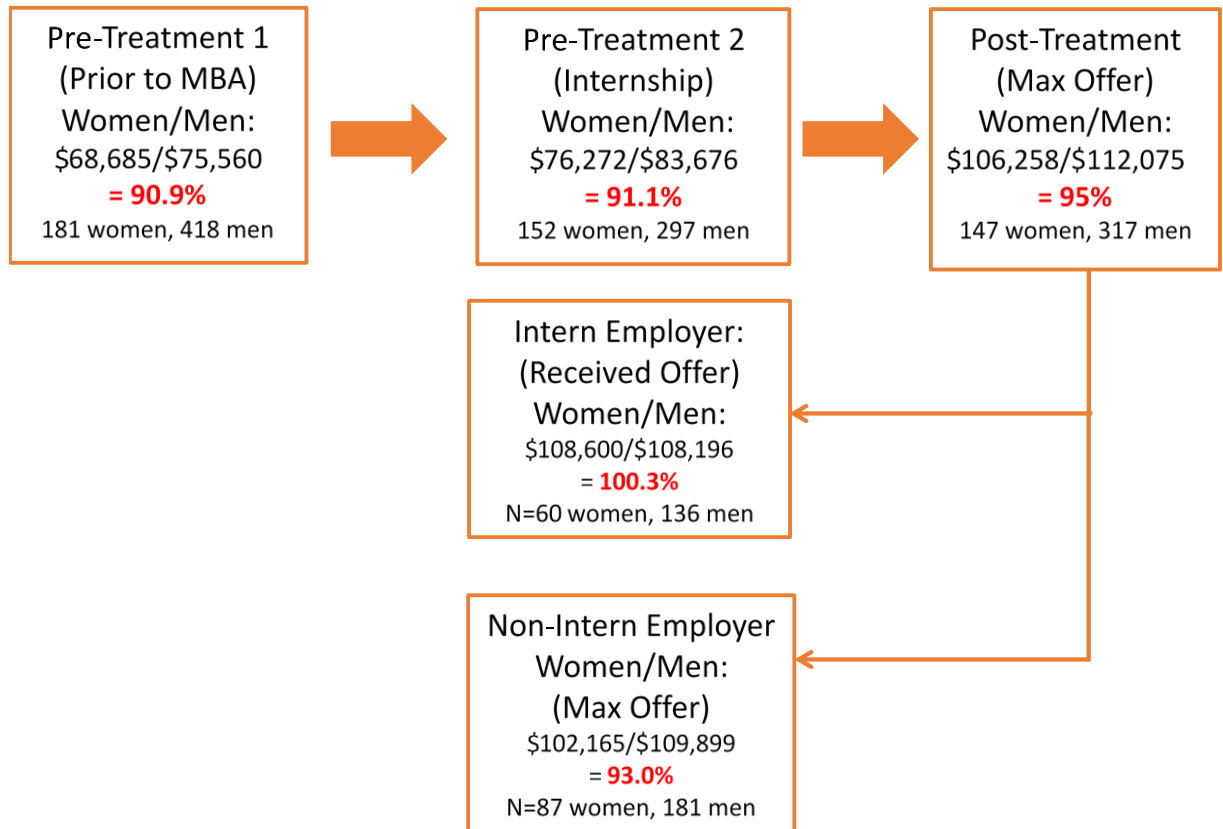 Pre-Treatment 1
(Prior to MBA)
Women/Men:
$68,685/$75,560
= 90.9%
181 women, 418 men
Pre-Treatment 2
(Internship)
Women/Men:
$76,272/$83,676
= 91.1%
152 women, 297 men
Post-Treatment
(Max Offer)
Women/Men:
$106,258/$112,075
= 95%
147 women, 317 men
Intern Employer:
(Received Offer)
Women/Men:
$108,600/$108,196
= 100.3%
N=60 women, 136 men
Non-Intern Employer
Women/Men:
(Max Offer)
$102,165/$109,899
= 93.0%
N=87 women, 181 men